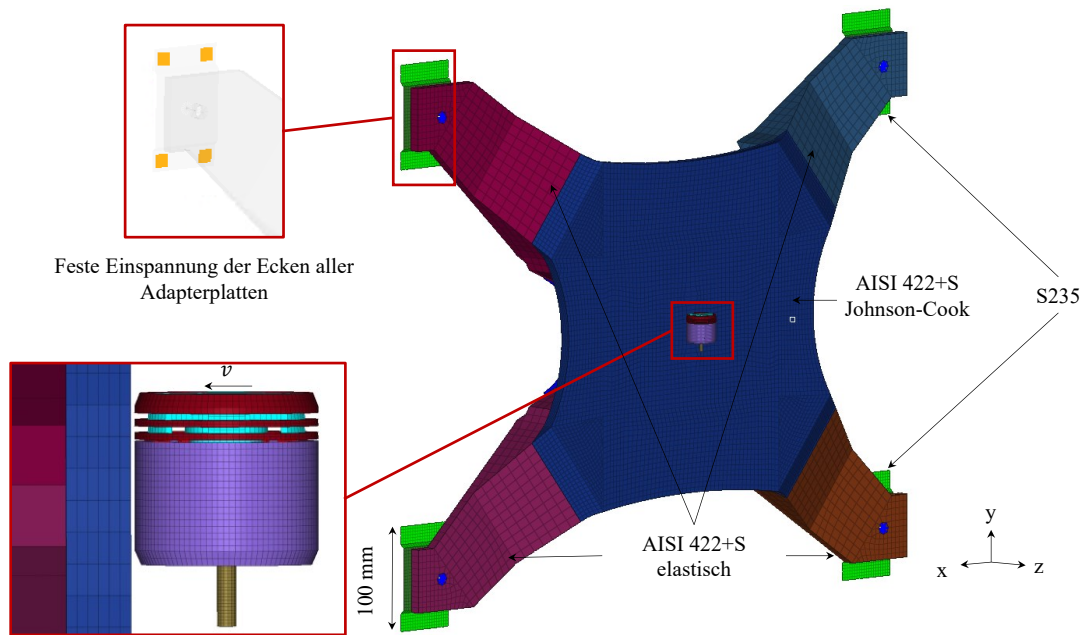 Feste Einspannung der Ecken aller
Adapterplatten
AISI 422+S
Johnson-Cook
S235
v
AISI 422+S
elastisch
100 mm
y
x
z